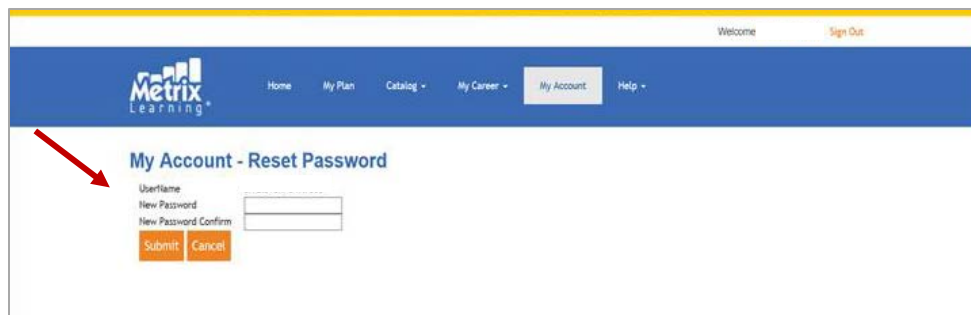 Welcome Sign Out
Metrix
Learning®
Home My Plan Catalog My Career My Account Help
My Account - Reset Password
UserName
New Password
New Password Confirm
Submit Cancel